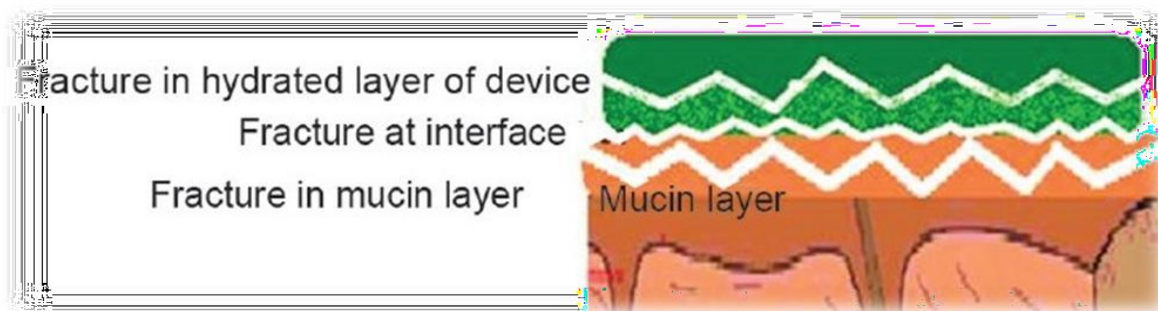 Fracture in hydrated layer of device
Fracture at interface
Fracture in mucin layer
Mucin layer